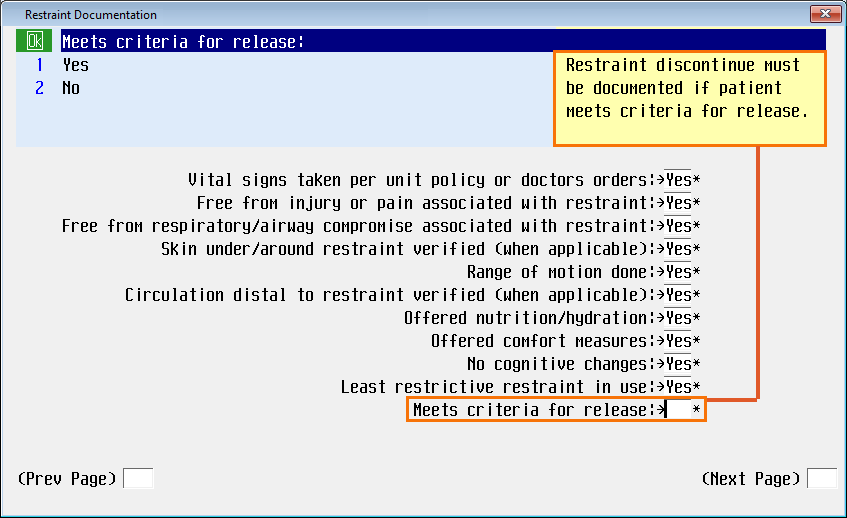 Restraint Documentation
Ok Meets criteria for release:
1 Yes
2 No
Restraint discontinue must
be documented if patient
meets criteria for release.
Vital signs taken per unit policy or doctors orders:→Yes*
Free from injury or pain associated with restraint:→Yes*
Free from respiratory/airway compromise associated with restraint:→Yes*
Skin under/around restraint verified (when applicable):→Yes*
Range of motion done:→Yes*
Circulation distal to restraint verified (when applicable):→Yes*
Offered nutrition/hydration:→Yes*
Offered comfort measures:→Yes*
No cognitive changes:→Yes*
Least restrictive restraint in use:→Yes*
Meets criteria for release:→ *
(Prev Page)
(Next Page)